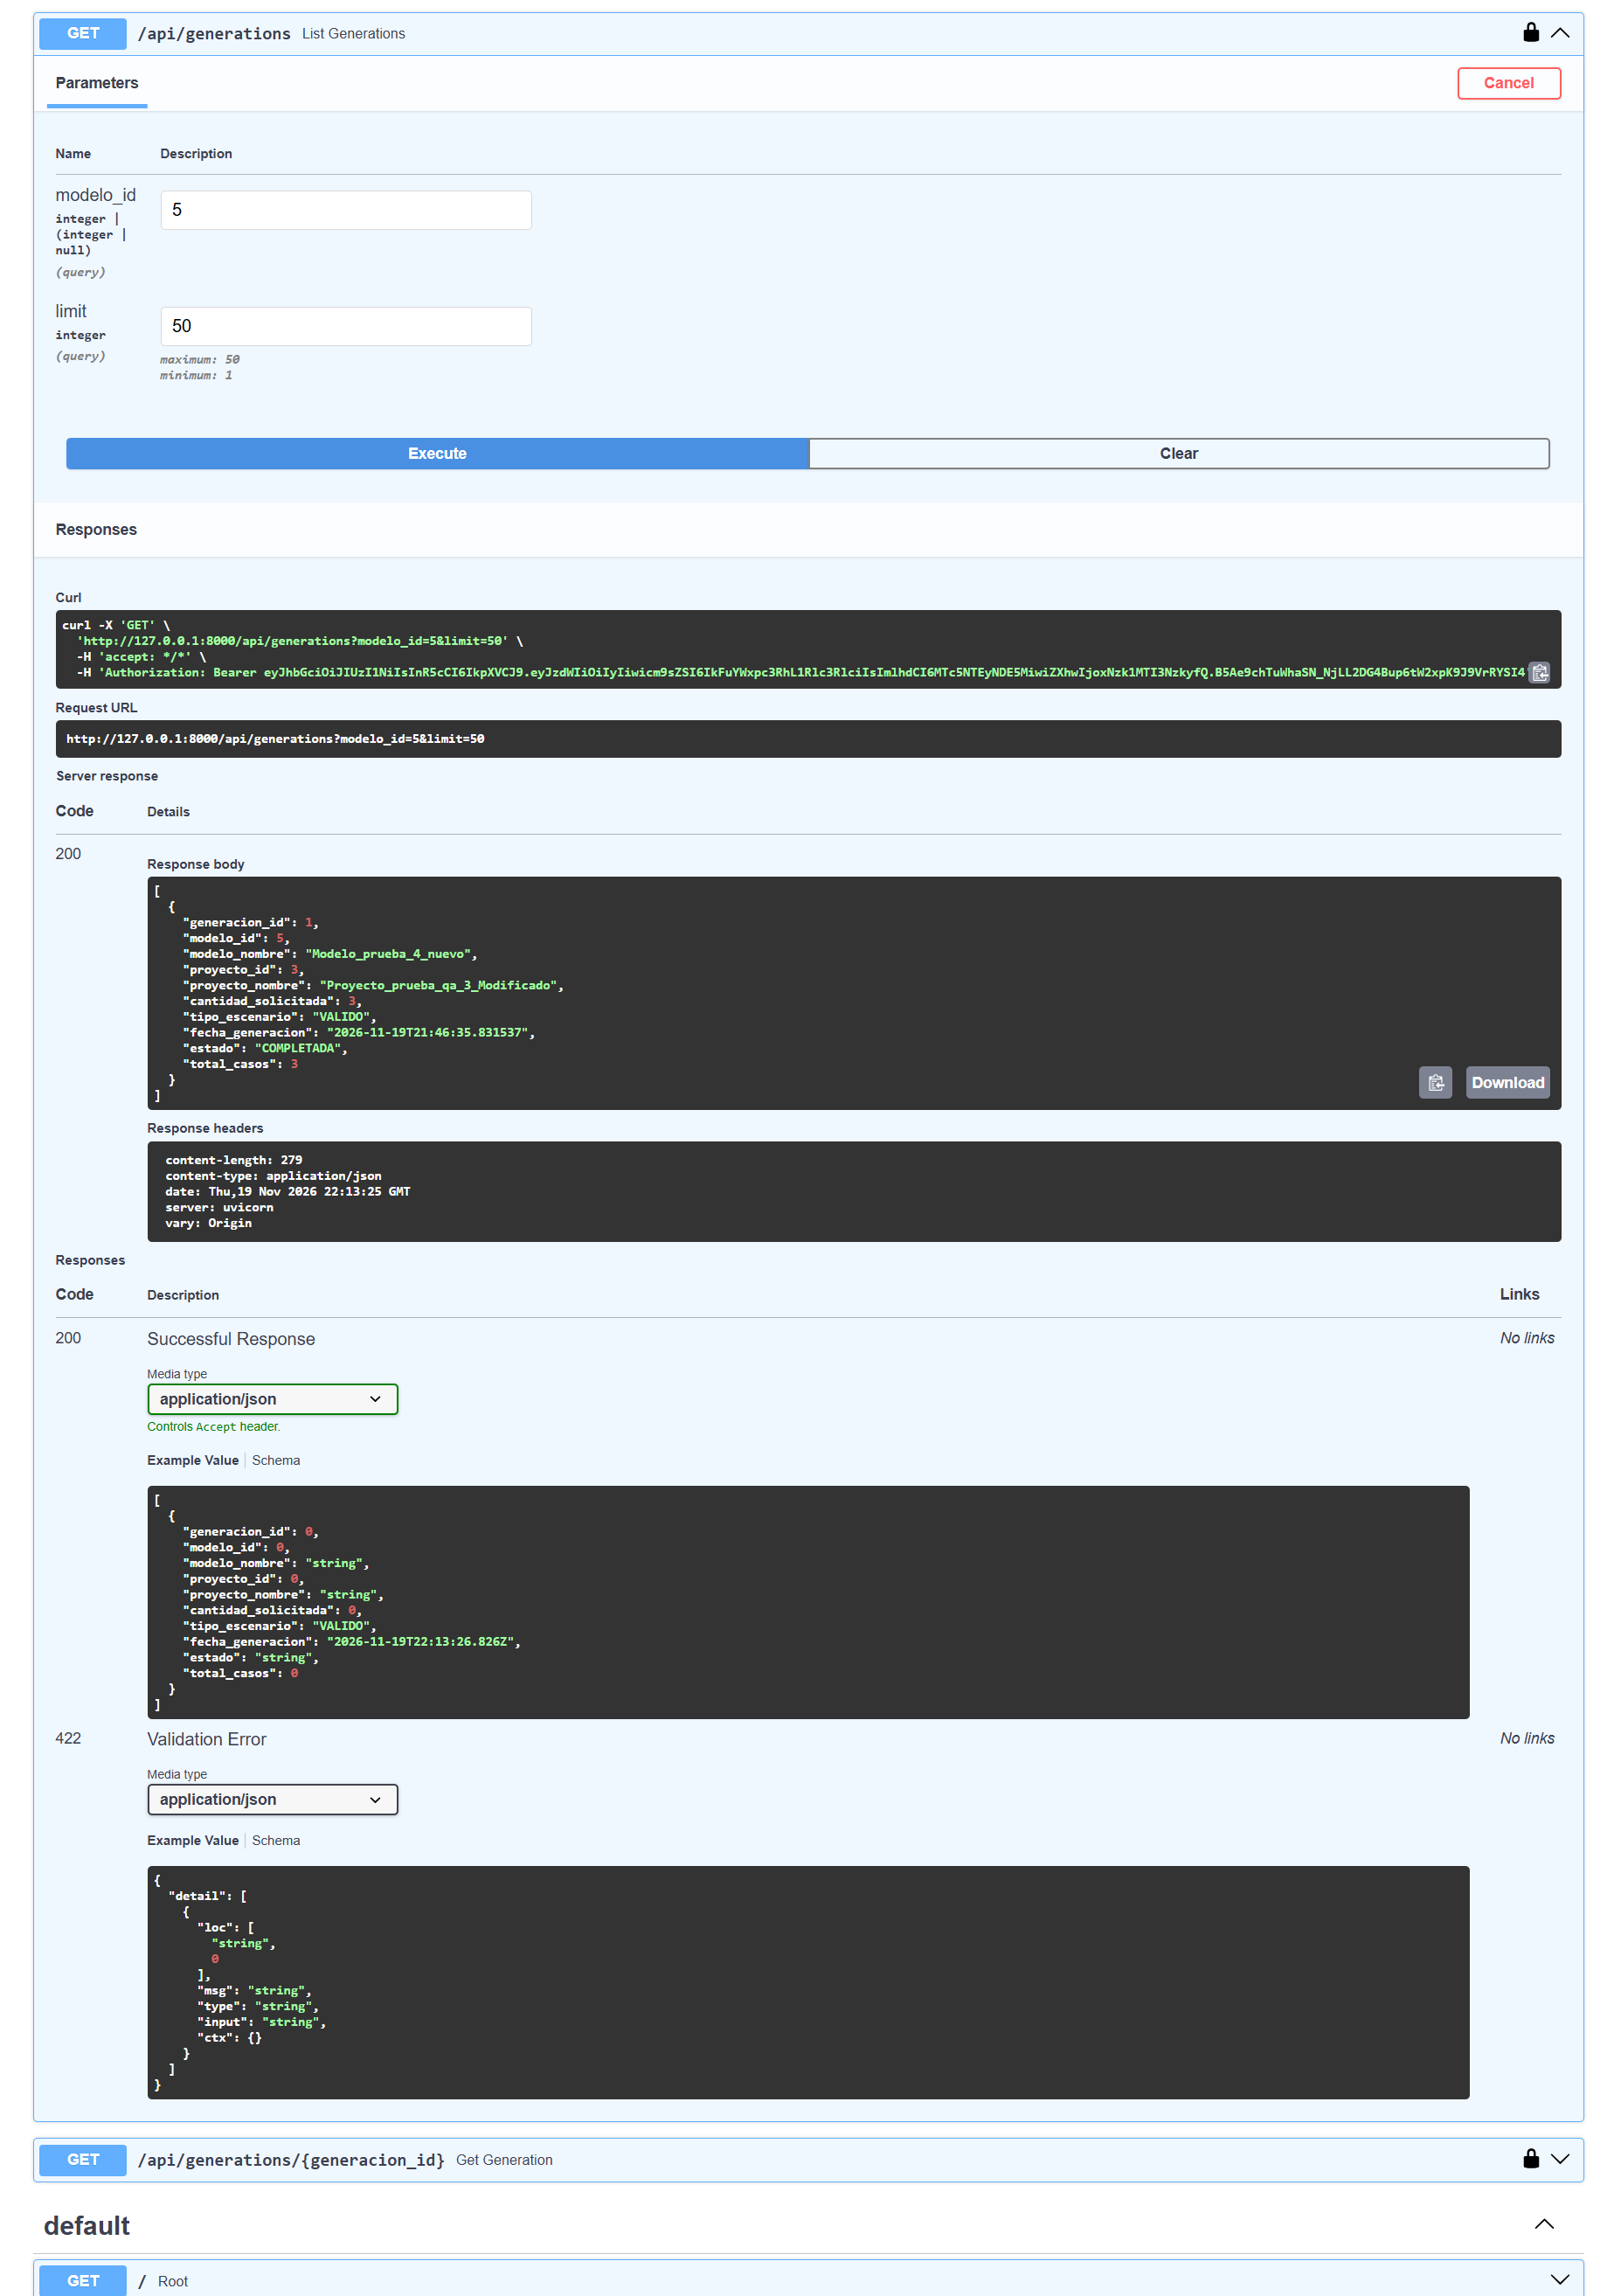 GET /api/generations List Generations
Parameters
Cancel
Name Description
modelo_id
integer |
(integer |
null)
(query)
5
limit
integer
(query)
50
maximum: 50
minimum: 1
Execute
Clear
Responses
Curl
curl -X 'GET' \
'http://127.0.0.1:8000/api/generations?modelo_id=5&limit=50' \
-H 'accept: */*' \
-H 'Authorization: Bearer eyJhbGciOiJIUzI1NiIsInR5cCI6IkpXVCJ9.eyJzdWIiOiIyIiwicm9sZSI6IkFuYWxpc3RhL1Rlc3RlciIsImlhdCI6MTc5NTEyNDE5MiwiZXhwIjoxNzk1MTI3NzkyfQ.B5Ae9chTuWhaSN_NjLL2DG4Bup6tW2xpK9J9VrRYSI4
Request URL
http://127.0.0.1:8000/api/generations?modelo_id=5&limit=50
Server response
Code Details
200
Response body
[
{
"generacion_id": 1,
"modelo_id": 5,
"modelo_nombre": "Modelo_prueba_4_nuevo",
"proyecto_id": 3,
"proyecto_nombre": "Proyecto_prueba_qa_3_Modificado",
"cantidad_solicitada": 3,
"tipo_escenario": "VALIDO",
"fecha_generacion": "2026-11-19T21:46:35.831537",
"estado": "COMPLETADA",
"total_casos": 3
}
]
Download
Response headers
content-length: 279
content-type: application/json
date: Thu,19 Nov 2026 22:13:25 GMT
server: uvicorn
vary: Origin
Responses
Code Description Links
200 Successful Response No links
Media type
application/json
Controls Accept header.
Example Value Schema
[
{
"generacion_id": 0,
"modelo_id": 0,
"modelo_nombre": "string",
"proyecto_id": 0,
"proyecto_nombre": "string",
"cantidad_solicitada": 0,
"tipo_escenario": "VALIDO",
"fecha_generacion": "2026-11-19T22:13:26.826Z",
"estado": "string",
"total_casos": 0
}
]
422 Validation Error No links
Media type
application/json
Example Value Schema
{
"detail": [
{
"loc": [
"string",
0
],
"msg": "string",
"type": "string",
"input": "string",
"ctx": {}
}
]
}
GET /api/generations/{generacion_id} Get Generation
default
GET / Root